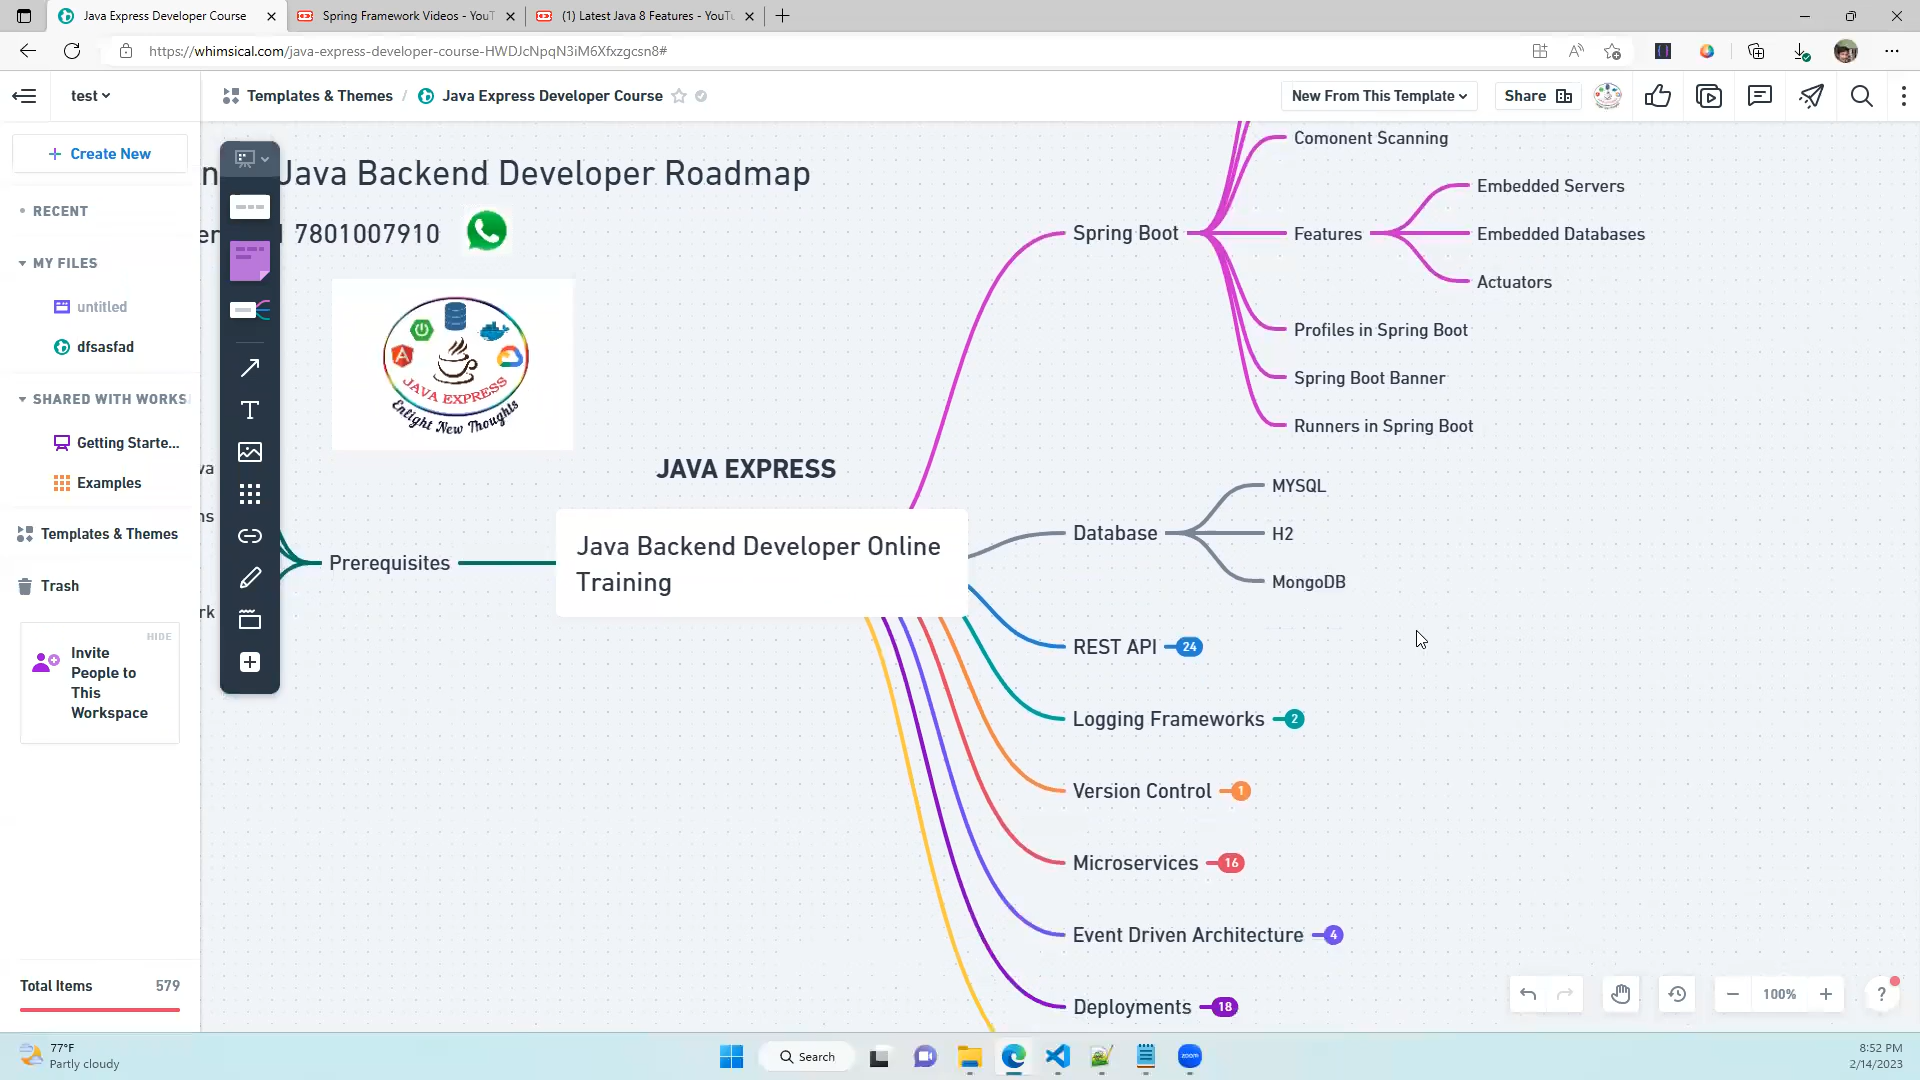 Java Express Developer Course
Spring Framework Videos - YouT
(1) Latest Java 8 Features - YouTu
https://whimsical.com/java-express-developer-course-HWDJcNpqN3iM6Xfxzgcsn8#
test
Templates & Themes / Java Express Developer Course
New From This Template
Share
Create New
RECENT
MY FILES
untitled
dfsasfad
SHARED WITH WORKS
Getting Starte...
Examples
Templates & Themes
Trash
HIDE
Invite
People to
This
Workspace
Total Items 579
Java Backend Developer Roadmap
7801007910
JAVA EXPRESS
Enlight New Thoughts
JAVA EXPRESS
Java Backend Developer Online
Training
Prerequisites
va
ns
rk
Comonent Scanning
Spring Boot
Features
Embedded Servers
Embedded Databases
Actuators
Profiles in Spring Boot
Spring Boot Banner
Runners in Spring Boot
Database
MYSQL
H2
MongoDB
REST API 24
Logging Frameworks 2
Version Control 1
Microservices 16
Event Driven Architecture 4
Deployments 18
100%
?
77°F
Partly cloudy
Search
zoom
8:52 PM
2/14/2023